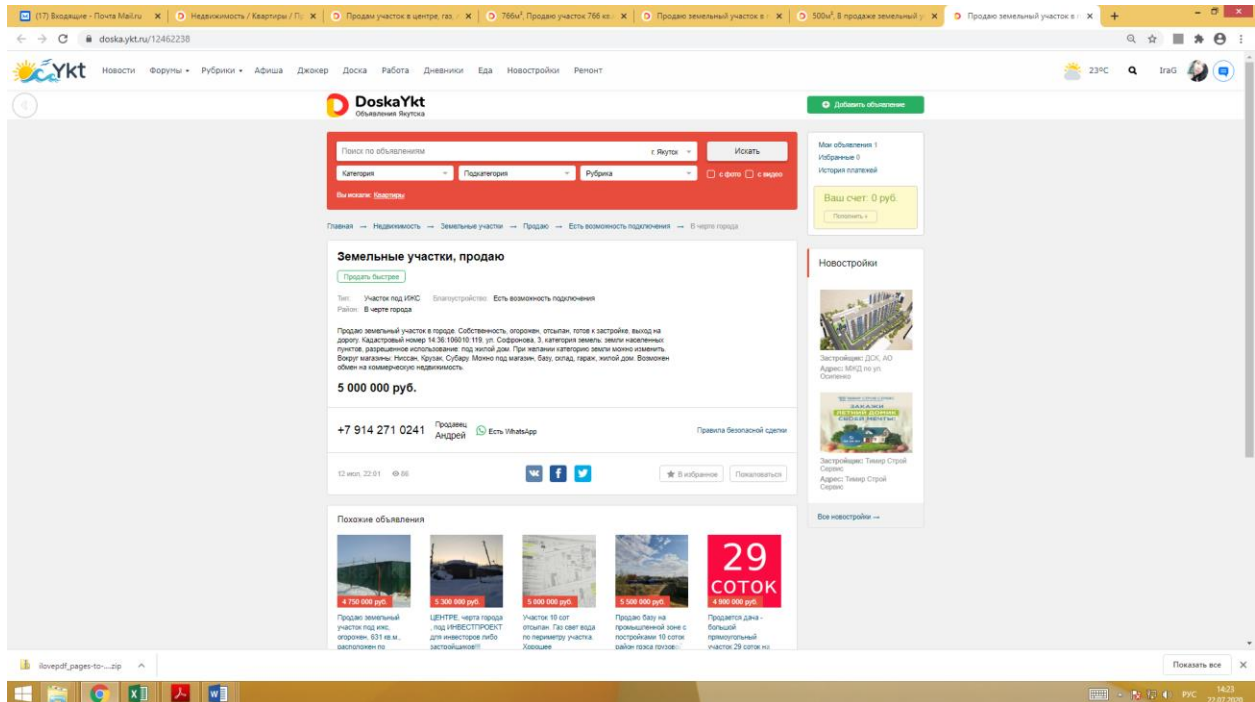 (17) Входящие - Почта Mail.ru
Недвижимость / Квартиры / Пр
Продам участок в центре, газ,
766м², Продаю участок 766 кв.
Продаю земельный участок в г
500м², В продаже земельный у
Продаю земельный участок в г
doska.ykt.ru/12462238
Ykt Новости Форумы Рубрики Афиша Джокер Доска Работа Дневники Еда Новостройки Ремонт 23°C IraG
DoskaYkt
Объявления Якутска
Добавить объявление
Поиск по объявлениям г. Якутск Искать
Категория Подкатегория Рубрика с фото с видео
Вы искали: Квартиры
Мои объявления 1
Избранные 0
История платежей
Ваш счет: 0 руб.
Пополнить
Главная → Недвижимость → Земельные участки → Продаю → Есть возможность подключения → В черте города
Земельные участки, продаю
Продать быстрее
Тип: Участок под ИЖС Благоустройство: Есть возможность подключения
Район: В черте города
Продаю земельный участок в городе. Собственность, огорожен, отсыпан, готов к застройке, выход на
дорогу. Кадастровый номер 14:36:106010:119, ул. Софронова, 3, категория земель: земли населенных
пунктов, разрешенное использование: под жилой дом. При желании категорию земли можно изменить.
Вокруг магазины: Ниссан, Крузак, Субару. Можно под магазин, базу, склад, гараж, жилой дом. Возможен
обмен на коммерческую недвижимость.
5 000 000 руб.
+7 914 271 0241 Продавец
Андрей
Есть WhatsApp
Правила безопасной сделки
12 июл, 22:01 86
В избранное Пожаловаться
Новостройки
Застройщик: ДСК, АО
Адрес: МКД по ул.
Осипенко
ЗАКАЖИ
ЛЕТНИЙ ДОМИК
СВОЕЙ МЕЧТЫ!
Застройщик: Тимир Строй
Сервис
Адрес: Тимир Строй
Сервис
Все новостройки →
Похожие объявления
4 750 000 руб.
Продаю земельный
участок под ижс,
огорожен, 631 кв.м.,
расположен по
5 300 000 руб.
ЦЕНТРЕ, черта города
, под ИНВЕСТПРОЕКТ
для инвесторов либо
застройщиков!!!
5 000 000 руб.
Участок 10 сот
отсыпан. Газ свет вода
по периметру участка.
Хорошее
5 500 000 руб.
Продаю базу на
промышленной зоне с
постройками 10 соток
29
СОТОК
4 900 000 руб.
Продается дача -
большой
прямоугольный
участок 29 соток на
ilovepdf_pages-to-....zip
Показать все
РУС 14:23
22.07.2020